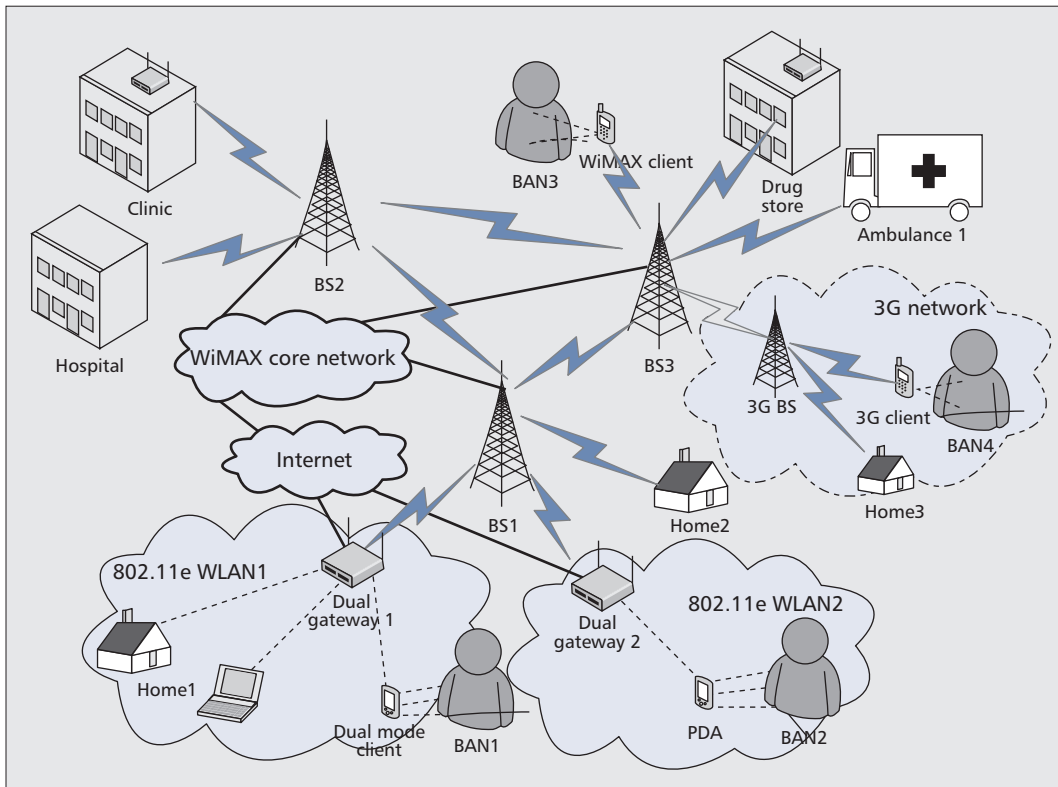 Clinic
Hospital
BS2
BAN3
WiMAX client
Drug
store
Ambulance 1
WiMAX core network
BS3
3G network
3G BS
3G client
BAN4
Home3
Internet
BS1
Home2
802.11e WLAN1
Dual
gateway 1
Home1
Dual mode
client
BAN1
802.11e WLAN2
Dual
gateway 2
PDA
BAN2